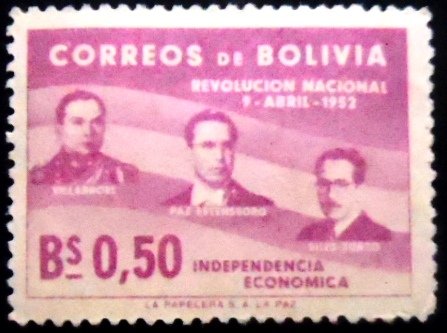 CORREOS DE BOLIVIA
REVOLUCION NACIONAL
9-ABRIL-1952
VILLARROEL
PAZ ESTENSSORO
SILES ZUAZO
Bs 0,50
INDEPENDENCIA
ECONOMICA
LA PAPELERA S. A. LA PAZ